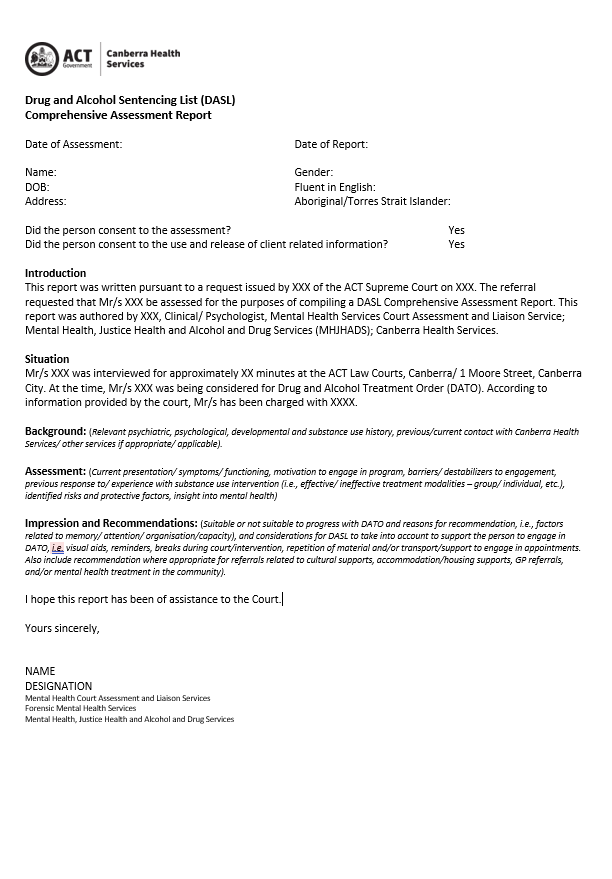 ACT
Government
Canberra Health
Services
Drug and Alcohol Sentencing List (DASL)
Comprehensive Assessment Report
Date of Assessment: Date of Report:
Name: Gender:
DOB: Fluent in English:
Address: Aboriginal/Torres Strait Islander:
Did the person consent to the assessment? Yes
Did the person consent to the use and release of client related information? Yes
Introduction
This report was written pursuant to a request issued by XXX of the ACT Supreme Court on XXX. The referral
requested that Mr/s XXX be assessed for the purposes of compiling a DASL Comprehensive Assessment Report. This
report was authored by XXX, Clinical/ Psychologist, Mental Health Services Court Assessment and Liaison Service;
Mental Health, Justice Health and Alcohol and Drug Services (MHJHADS); Canberra Health Services.
Situation
Mr/s XXX was interviewed for approximately XX minutes at the ACT Law Courts, Canberra/ 1 Moore Street, Canberra
City. At the time, Mr/s XXX was being considered for Drug and Alcohol Treatment Order (DATO). According to
information provided by the court, Mr/s has been charged with XXXX.
Background: (Relevant psychiatric, psychological, developmental and substance use history, previous/current contact with Canberra Health
Services/ other services if appropriate/ applicable).
Assessment: (Current presentation/ symptoms/ functioning, motivation to engage in program, barriers/ destabilizers to engagement,
previous response to/ experience with substance use intervention (i.e., effective/ ineffective treatment modalities – group/ individual, etc.),
identified risks and protective factors, insight into mental health)
Impression and Recommendations: (Suitable or not suitable to progress with DATO and reasons for recommendation, i.e., factors
related to memory/ attention/ organisation/capacity), and considerations for DASL to take into account to support the person to engage in
DATO, i.e. visual aids, reminders, breaks during court/intervention, repetition of material and/or transport/support to engage in appointments.
Also include recommendation where appropriate for referrals related to cultural supports, accommodation/housing supports, GP referrals,
and/or mental health treatment in the community).
I hope this report has been of assistance to the Court.
Yours sincerely,
NAME
DESIGNATION
Mental Health Court Assessment and Liaison Services
Forensic Mental Health Services
Mental Health, Justice Health and Alcohol and Drug Services